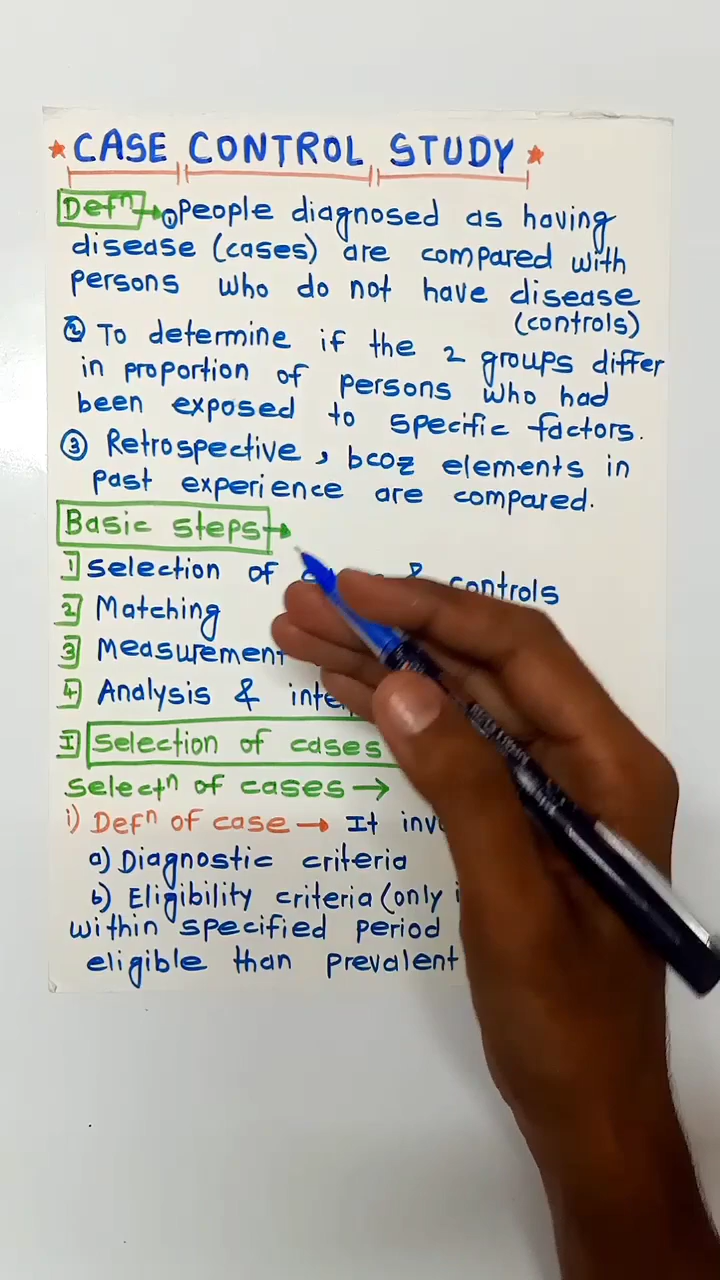 ★ CASE CONTROL STUDY ★
Defⁿ → ① People diagnosed as having
disease (cases) are compared with
persons who do not have disease
(controls)
② To determine if the 2 groups differ
in proportion of persons who had
been exposed to specific factors.
③ Retrospective, bcoz elements in
past experience are compared.
Basic steps →
1 Selection of & controls
2 Matching
3 Measurement
4 Analysis &
I Selection of cases
Selectⁿ of cases →
i) Defⁿ of case → It
a) Diagnostic criteria
b) Eligibility criteria (only
within specified period
eligible than prevalent